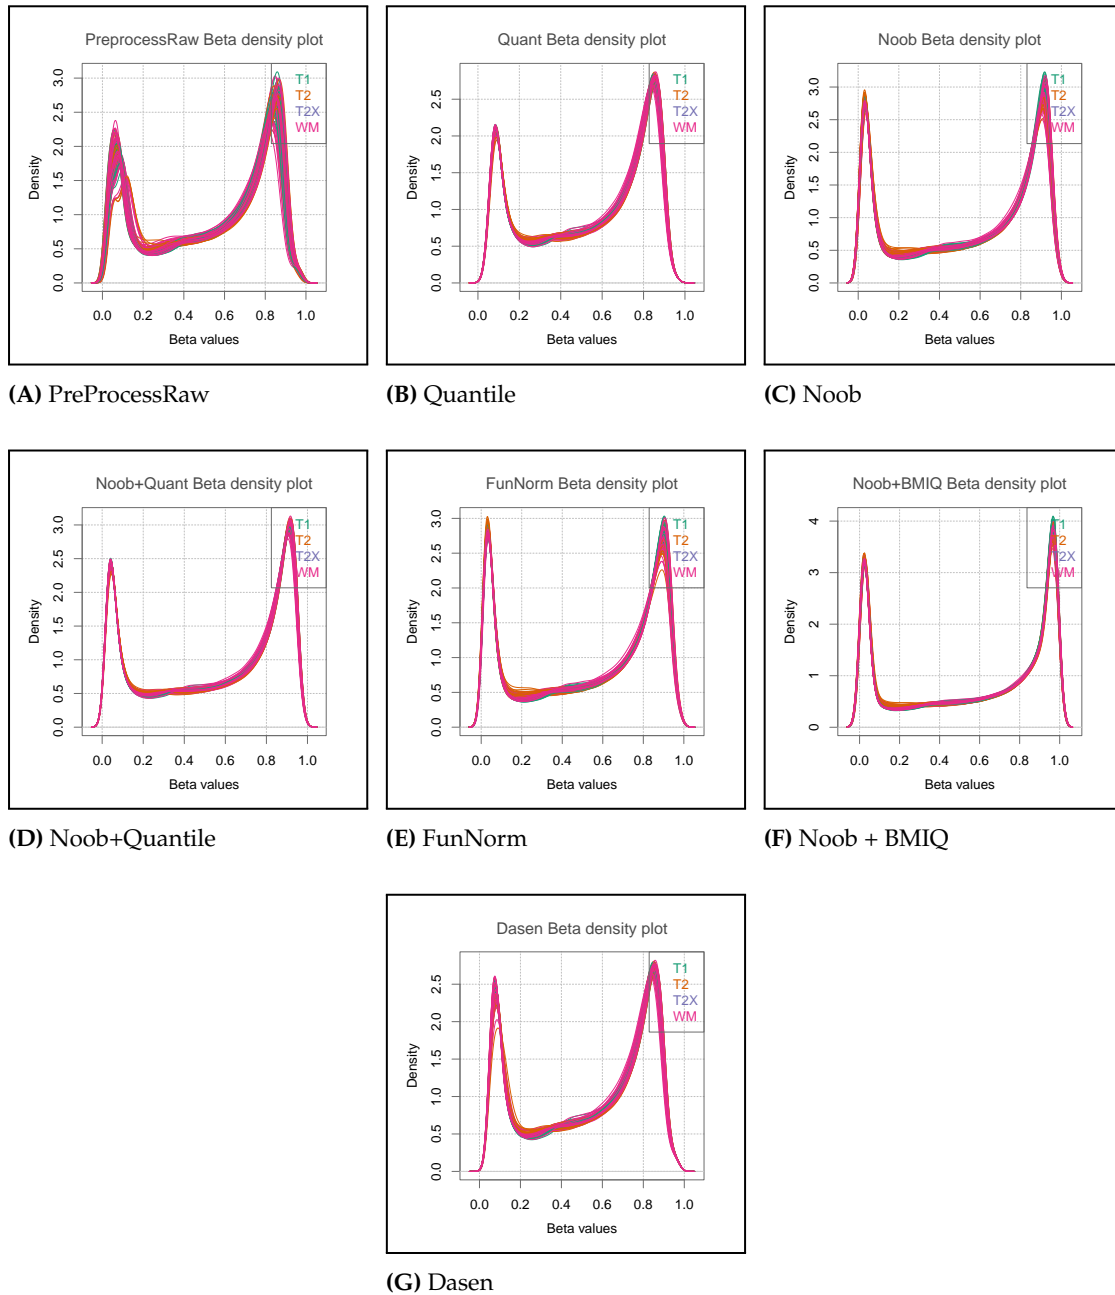 PreprocessRaw Beta density plot
T1
T2
T2X
WM
3.0
2.5
2.0
1.5
1.0
0.5
0.0
Density
0.0 0.2 0.4 0.6 0.8 1.0
Beta values
(A) PreProcessRaw
Quant Beta density plot
T1
T2
T2X
WM
2.5
2.0
1.5
1.0
0.5
0.0
Density
0.0 0.2 0.4 0.6 0.8 1.0
Beta values
(B) Quantile
Noob Beta density plot
T1
T2
T2X
WM
3.0
2.5
2.0
1.5
1.0
0.5
0.0
Density
0.0 0.2 0.4 0.6 0.8 1.0
Beta values
(C) Noob
Noob+Quant Beta density plot
T1
T2
T2X
WM
3.0
2.5
2.0
1.5
1.0
0.5
0.0
Density
0.0 0.2 0.4 0.6 0.8 1.0
Beta values
(D) Noob+Quantile
FunNorm Beta density plot
T1
T2
T2X
WM
3.0
2.5
2.0
1.5
1.0
0.5
0.0
Density
0.0 0.2 0.4 0.6 0.8 1.0
Beta values
(E) FunNorm
Noob+BMIQ Beta density plot
T1
T2
T2X
WM
4
3
2
1
0
Density
0.0 0.2 0.4 0.6 0.8 1.0
Beta values
(F) Noob + BMIQ
Dasen Beta density plot
T1
T2
T2X
WM
2.5
2.0
1.5
1.0
0.5
0.0
Density
0.0 0.2 0.4 0.6 0.8 1.0
Beta values
(G) Dasen